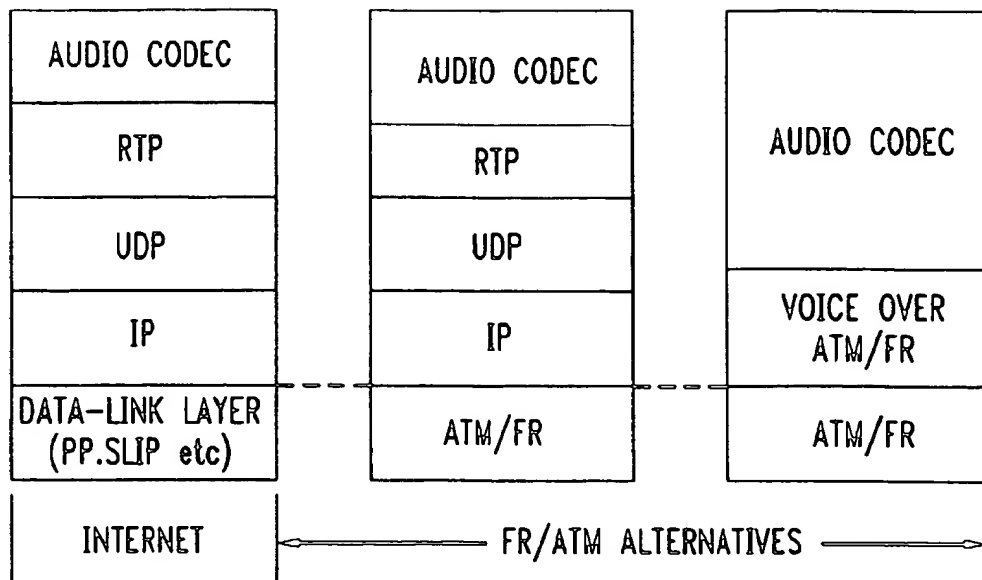 AUDIO CODEC
RTP
UDP
IP
DATA-LINK LAYER
(PP.SLIP etc)
INTERNET
AUDIO CODEC
RTP
UDP
IP
ATM/FR
AUDIO CODEC
VOICE OVER
ATM/FR
ATM/FR
FR/ATM ALTERNATIVES